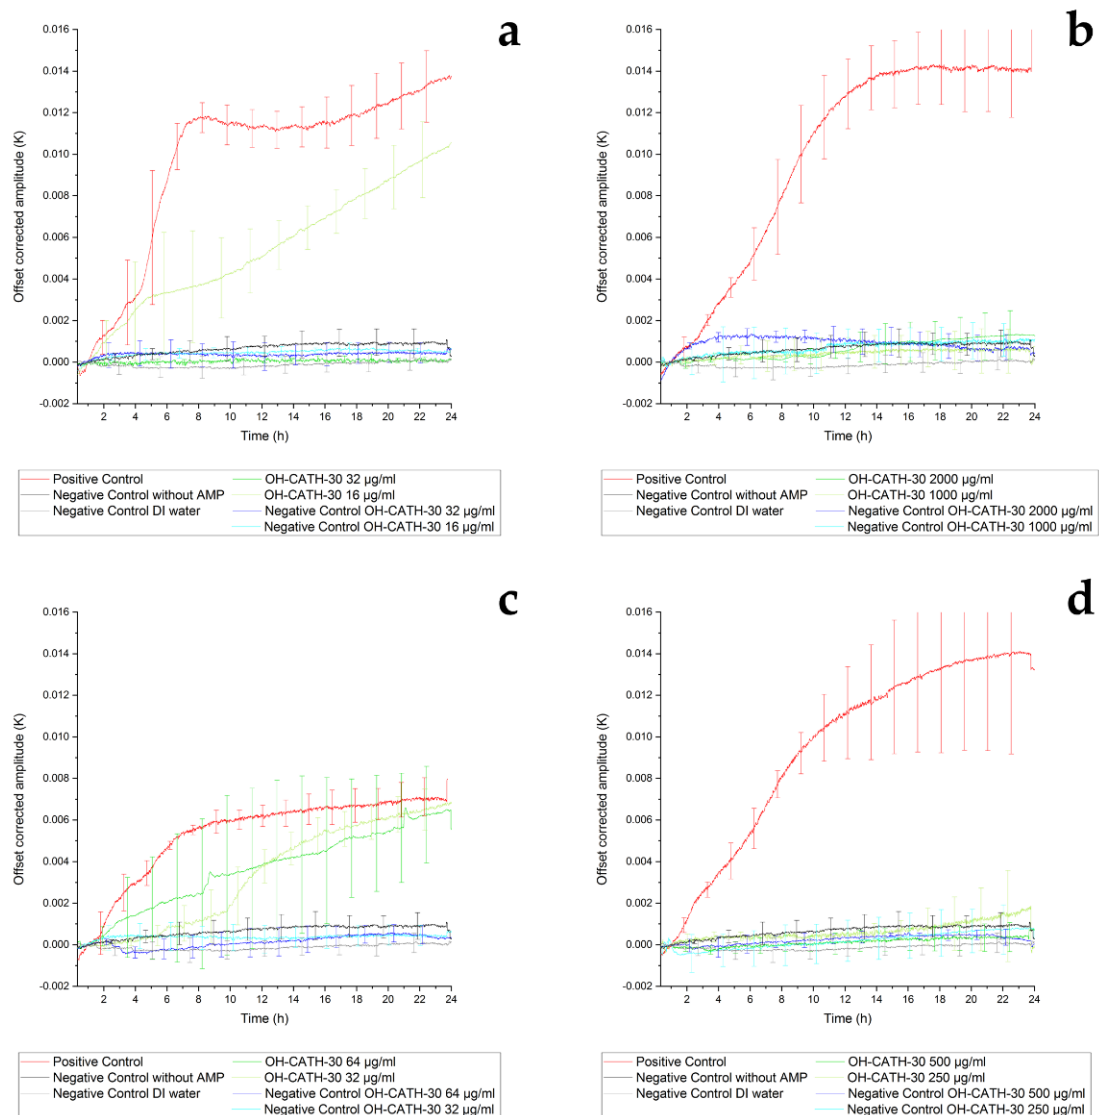 a
0.016
0.014
0.012
0.010
0.008
0.006
0.004
0.002
0.000
-0.002
Offset corrected amplitude (K)
2 4 6 8 10 12 14 16 18 20 22 24
Time (h)
Positive Control
Negative Control without AMP
Negative Control DI water
OH-CATH-30 32 µg/ml
OH-CATH-30 16 µg/ml
Negative Control OH-CATH-30 32 µg/ml
Negative Control OH-CATH-30 16 µg/ml
b
0.016
0.014
0.012
0.010
0.008
0.006
0.004
0.002
0.000
-0.002
Offset corrected amplitude (K)
2 4 6 8 10 12 14 16 18 20 22 24
Time (h)
Positive Control
Negative Control without AMP
Negative Control DI water
OH-CATH-30 2000 µg/ml
OH-CATH-30 1000 µg/ml
Negative Control OH-CATH-30 2000 µg/ml
Negative Control OH-CATH-30 1000 µg/ml
c
0.016
0.014
0.012
0.010
0.008
0.006
0.004
0.002
0.000
-0.002
Offset corrected amplitude (K)
2 4 6 8 10 12 14 16 18 20 22 24
Time (h)
Positive Control
Negative Control without AMP
Negative Control DI water
OH-CATH-30 64 µg/ml
OH-CATH-30 32 µg/ml
Negative Control OH-CATH-30 64 µg/ml
Negative Control OH-CATH-30 32 µg/ml
d
0.016
0.014
0.012
0.010
0.008
0.006
0.004
0.002
0.000
-0.002
Offset corrected amplitude (K)
2 4 6 8 10 12 14 16 18 20 22 24
Time (h)
Positive Control
Negative Control without AMP
Negative Control DI water
OH-CATH-30 500 µg/ml
OH-CATH-30 250 µg/ml
Negative Control OH-CATH-30 500 µg/ml
Negative Control OH-CATH-30 250 µg/ml